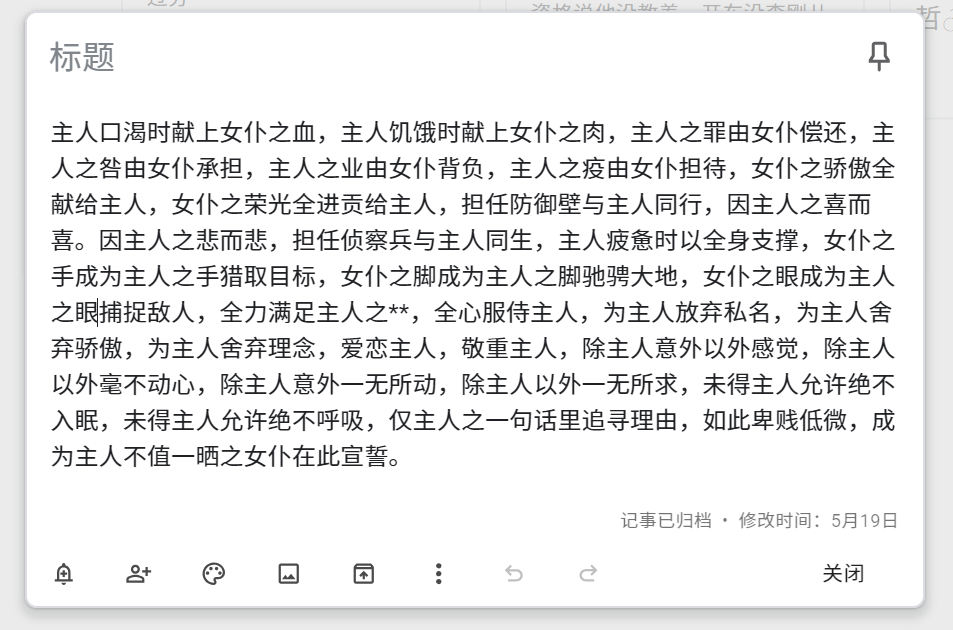 过分
资格说他没教养
哲
标题
主人口渴时献上女仆之血，主人饥饿时献上女仆之肉，主人之罪由女仆偿还，主
人之咎由女仆承担，主人之业由女仆背负，主人之疫由女仆担待，女仆之骄傲全
献给主人，女仆之荣光全进贡给主人，担任防御壁与主人同行，因主人之喜而
喜。因主人之悲而悲，担任侦察兵与主人同生，主人疲惫时以全身支撑，女仆之
手成为主人之手猎取目标，女仆之脚成为主人之脚驰骋大地，女仆之眼成为主人
之眼捕捉敌人，全力满足主人之**，全心服侍主人，为主人放弃私名，为主人舍
弃骄傲，为主人舍弃理念，爱恋主人，敬重主人，除主人意外以外感觉，除主人
以外毫不动心，除主人意外一无所动，除主人以外一无所求，未得主人允许绝不
入眠，未得主人允许绝不呼吸，仅主人之一句话里追寻理由，如此卑贱低微，成
为主人不值一晒之女仆在此宣誓。
记事已归档 • 修改时间：5月19日
关闭